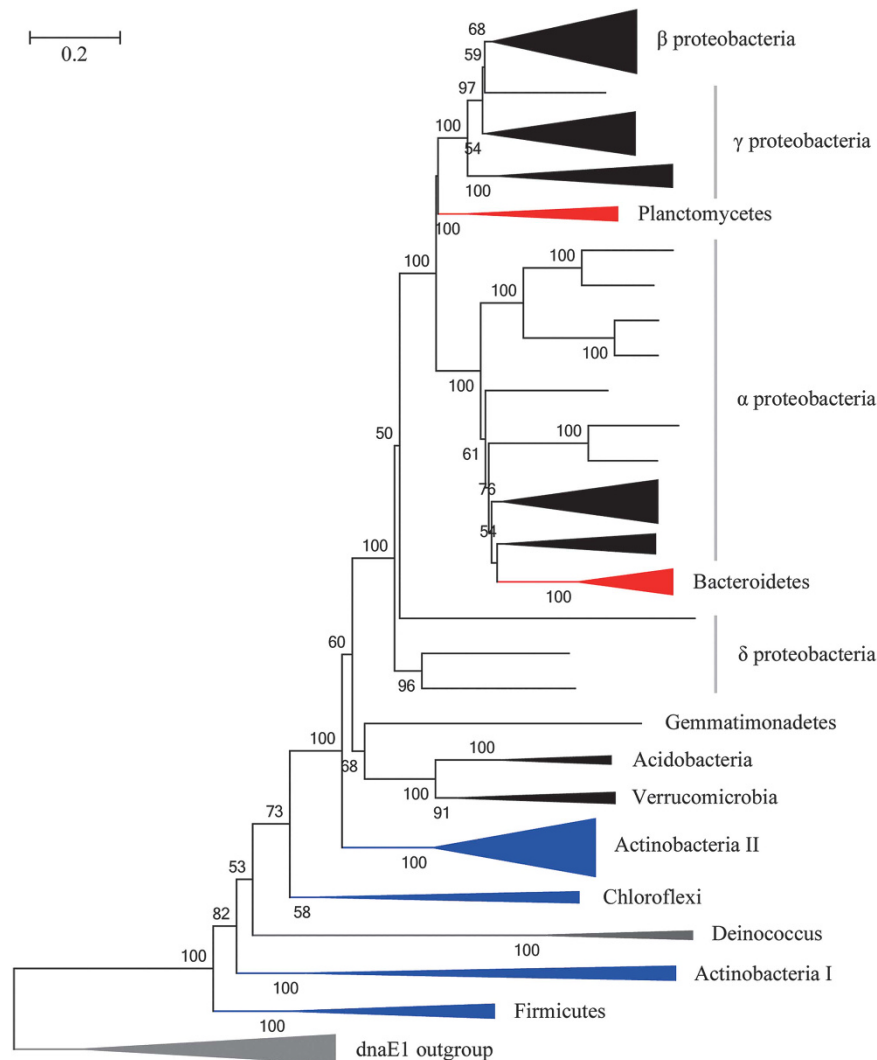 68
β proteobacteria
0.2
59
97
100
54
γ proteobacteria
100
Planctomycetes
100
100
100
100
100
100
α proteobacteria
100
50
61
76
54
100
Bacteroidetes
100
60
δ proteobacteria
96
Gemmatimonadetes
100
68
100
Acidobacteria
100
Verrucomicrobia
91
73
Actinobacteria II
100
53
Chloroflexi
58
82
Deinococcus
100
100
Actinobacteria I
100
Firmicutes
100
dnaE1 outgroup